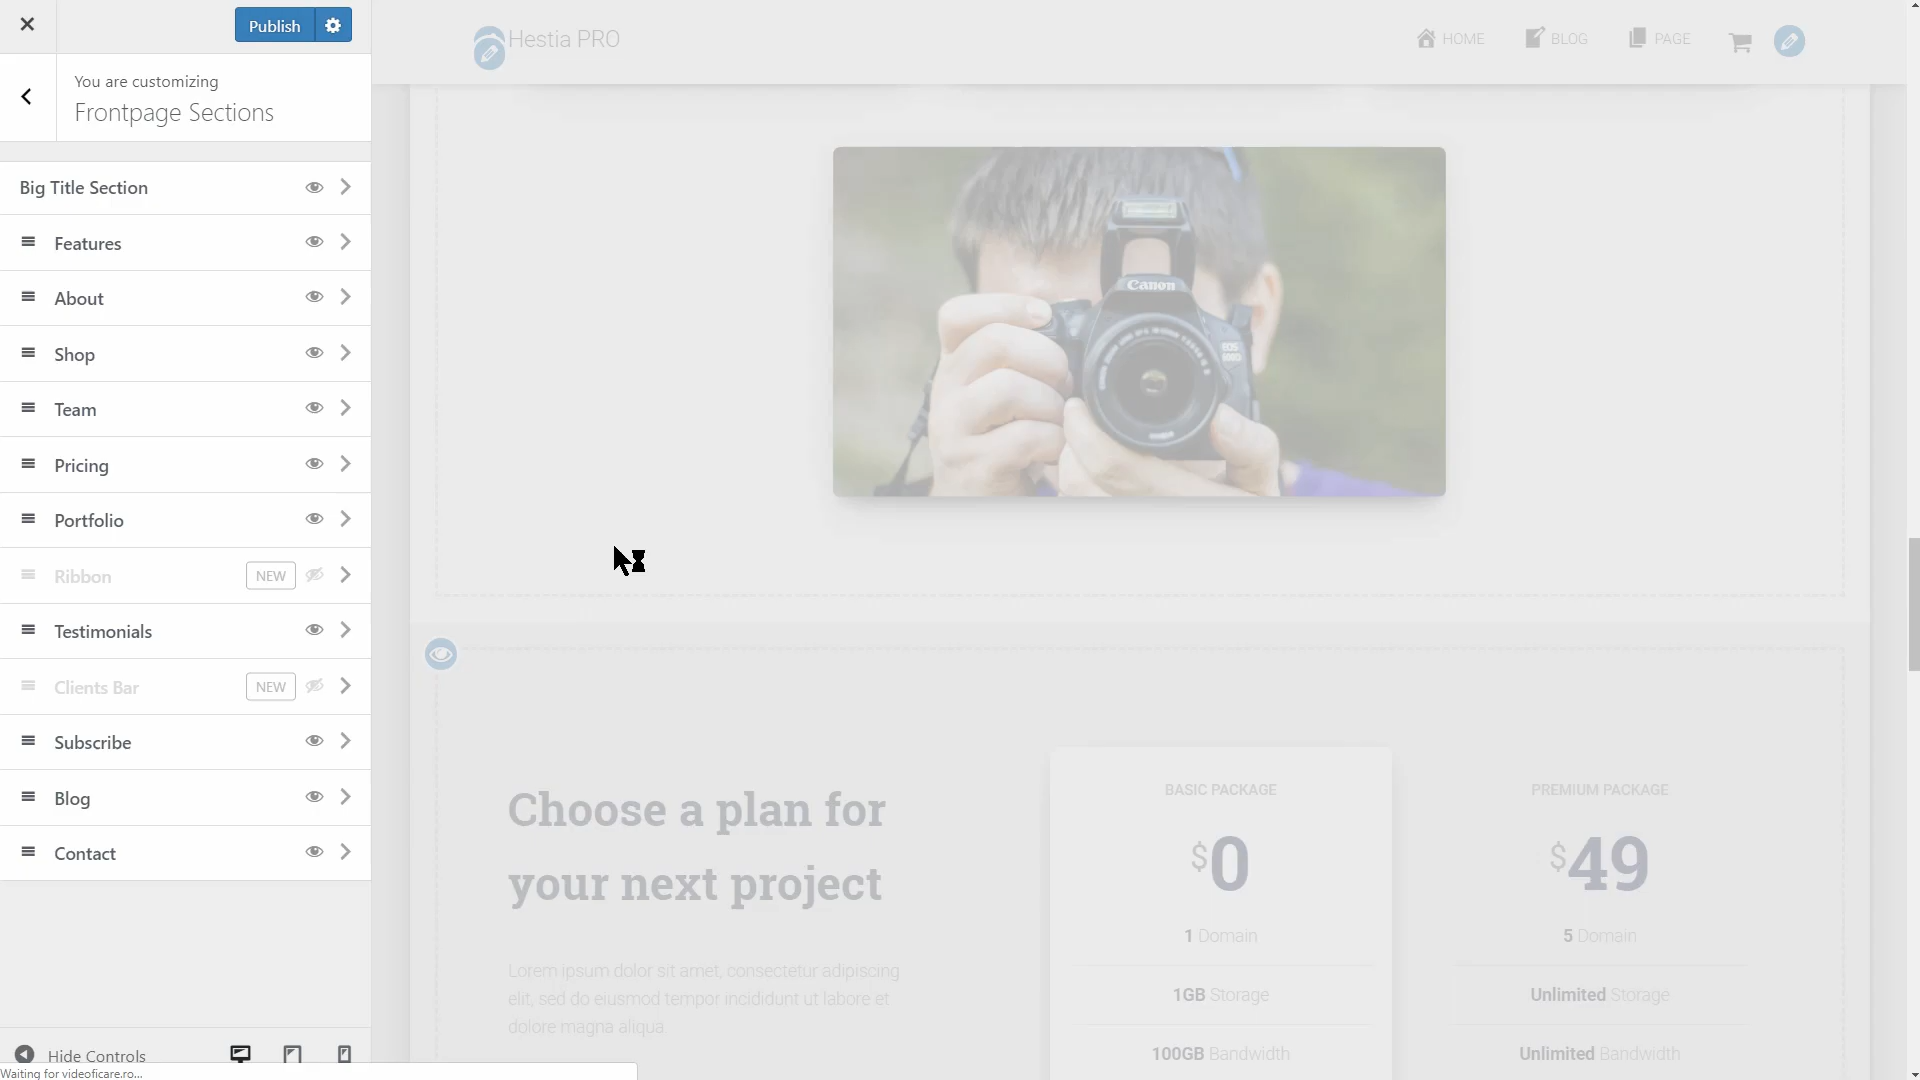 Publish
You are customizing
Frontpage Sections
Big Title Section
Features
About
Shop
Team
Pricing
Portfolio
Ribbon NEW
Testimonials
Clients Bar NEW
Subscribe
Blog
Contact
Hide Controls
Waiting for videoficare.ro...
Hestia PRO
HOME
BLOG
PAGE
Canon
EOS
600D
Choose a plan for
your next project
Lorem ipsum dolor sit amet, consectetur adipiscing
elit, sed do eiusmod tempor incididunt ut labore et
dolore magna aliqua.
BASIC PACKAGE
$0
1 Domain
1GB Storage
100GB Bandwidth
PREMIUM PACKAGE
$49
5 Domain
Unlimited Storage
Unlimited Bandwidth